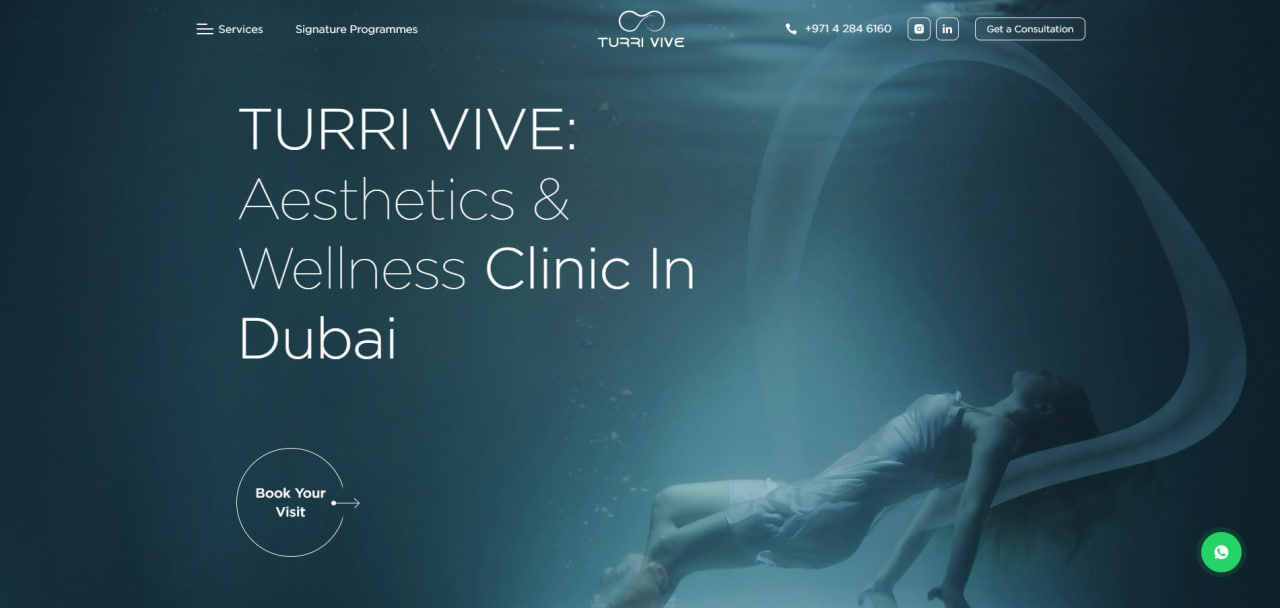 Services
Signature Programmes
TURRI VIVE
+971 4 284 6160
in
Get a Consultation
TURRI VIVE:
Aesthetics &
Wellness Clinic In
Dubai
Book Your
Visit